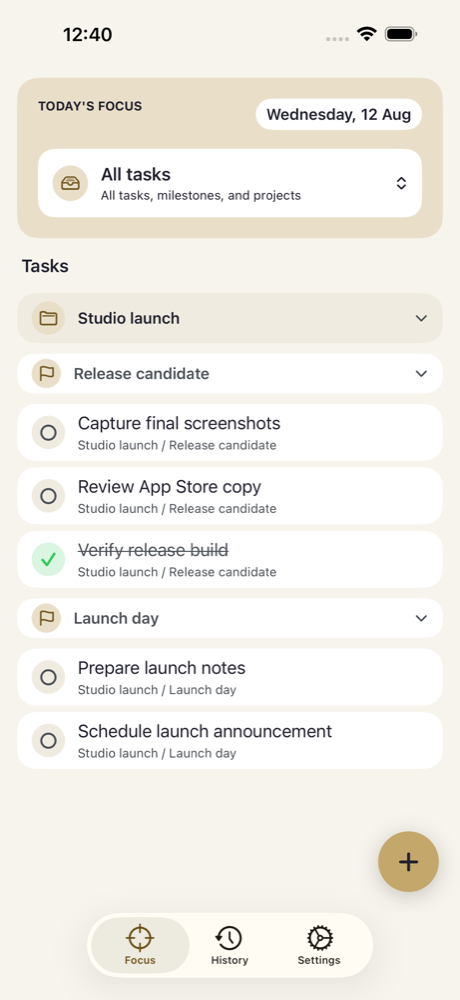 12:40
TODAY'S FOCUS
Wednesday, 12 Aug
All tasks
All tasks, milestones, and projects
Tasks
Studio launch
Release candidate
Capture final screenshots
Studio launch / Release candidate
Review App Store copy
Studio launch / Release candidate
Verify release build
Studio launch / Release candidate
Launch day
Prepare launch notes
Studio launch / Launch day
Schedule launch announcement
Studio launch / Launch day
Focus
History
Settings